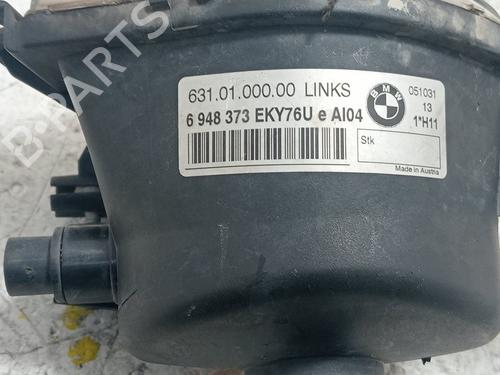 631.01.000.00 LINKS
6 948 373 EKY76U e AI04
BMW
051031
13
1*H11
Stk
Made in Austria
B-PARTS